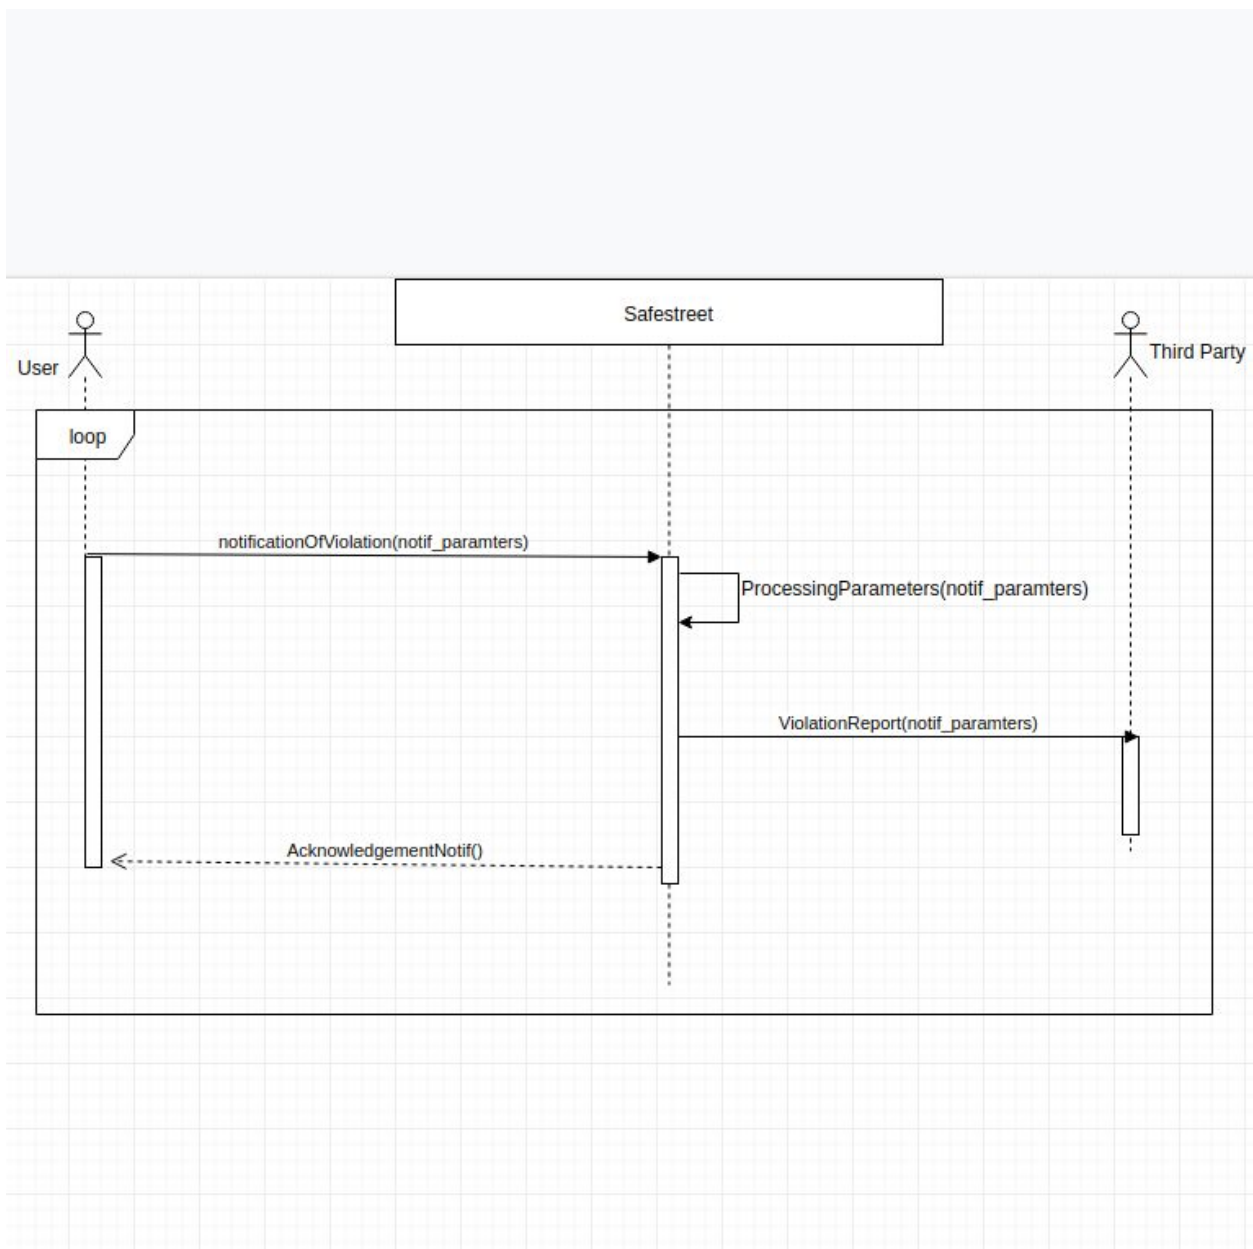 Safestreet
User
Third Party
loop
notificationOfViolation(notif_paramters)
ProcessingParameters(notif_paramters)
ViolationReport(notif_paramters)
AcknowledgementNotif()